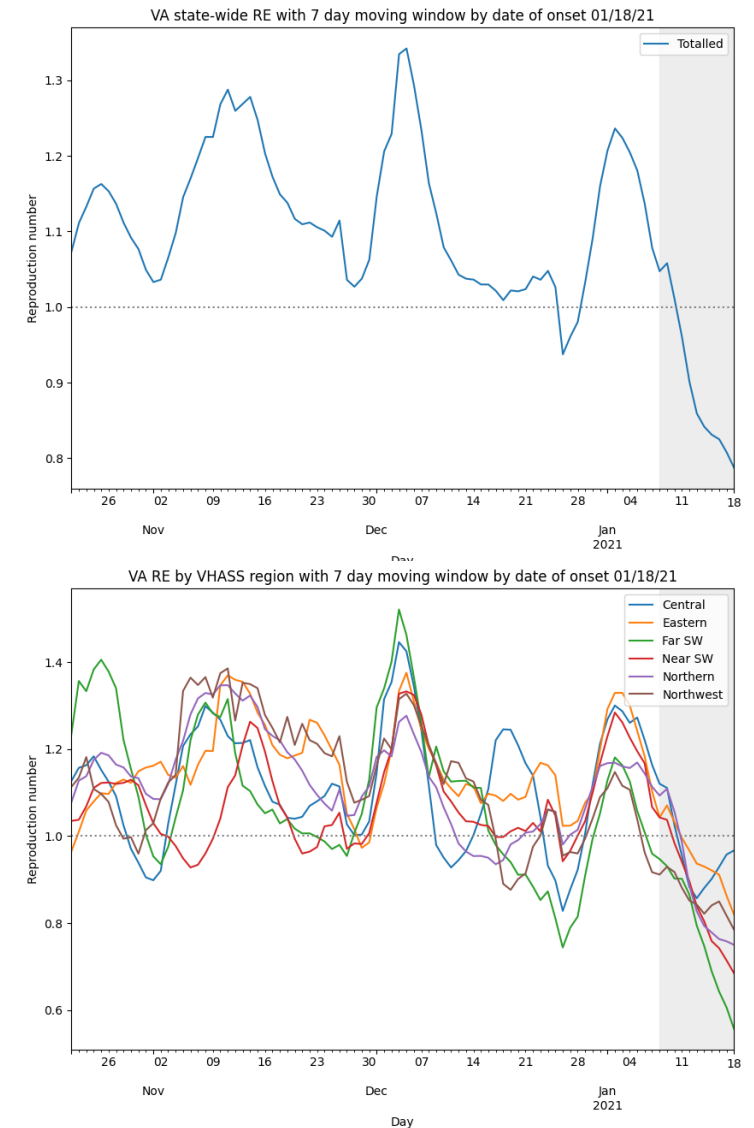 VA state-wide RE with 7 day moving window by date of onset 01/18/21
Totalled
1.3
1.2
1.1
1.0
0.9
0.8
Reproduction number
26 02 09 16 23 30 07 14 21 28 04 11 18
Nov Dec Jan
2021
Day
VA RE by VHASS region with 7 day moving window by date of onset 01/18/21
Central
Eastern
Far SW
Near SW
Northern
Northwest
1.4
1.2
1.0
0.8
0.6
Reproduction number
26 02 09 16 23 30 07 14 21 28 04 11 18
Nov Dec Jan
2021
Day